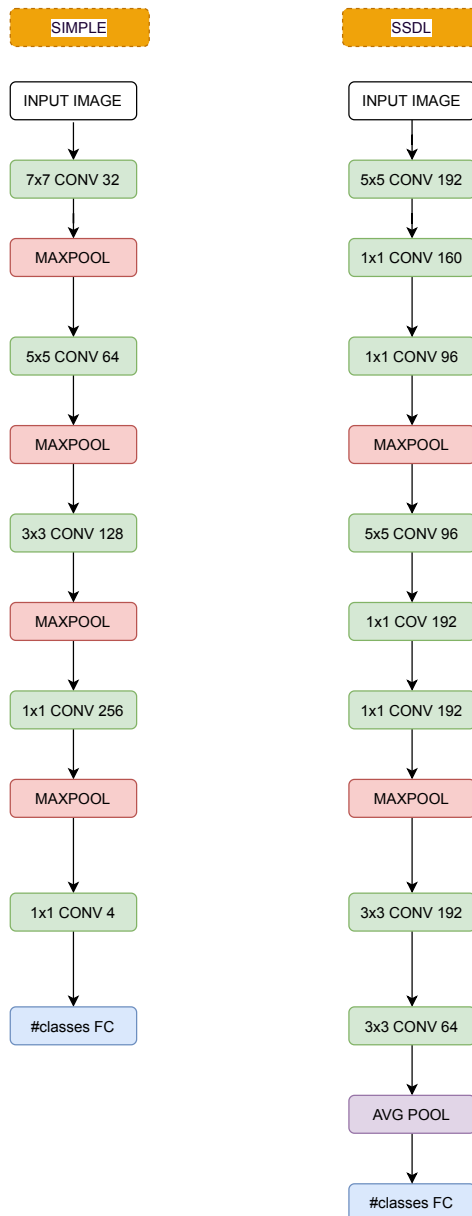 SIMPLE
INPUT IMAGE
7x7 CONV 32
MAXPOOL
5x5 CONV 64
MAXPOOL
3x3 CONV 128
MAXPOOL
1x1 CONV 256
MAXPOOL
1x1 CONV 4
#classes FC
SSDL
INPUT IMAGE
5x5 CONV 192
1x1 CONV 160
1x1 CONV 96
MAXPOOL
5x5 CONV 96
1x1 COV 192
1x1 CONV 192
MAXPOOL
3x3 CONV 192
3x3 CONV 64
AVG POOL
#classes FC